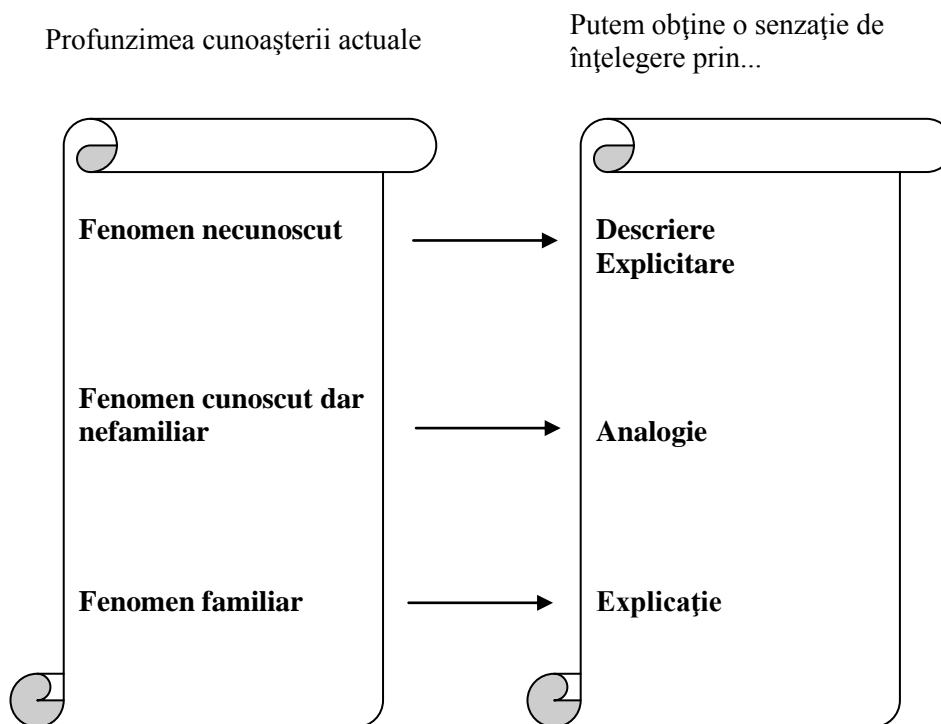 Profunzimea cunoaşterii actuale
Putem obţine o senzaţie de
înţelegere prin...
Fenomen necunoscut
Descriere
Explicitare
Fenomen cunoscut dar
nefamiliar
Analogie
Fenomen familiar
Explicaţie